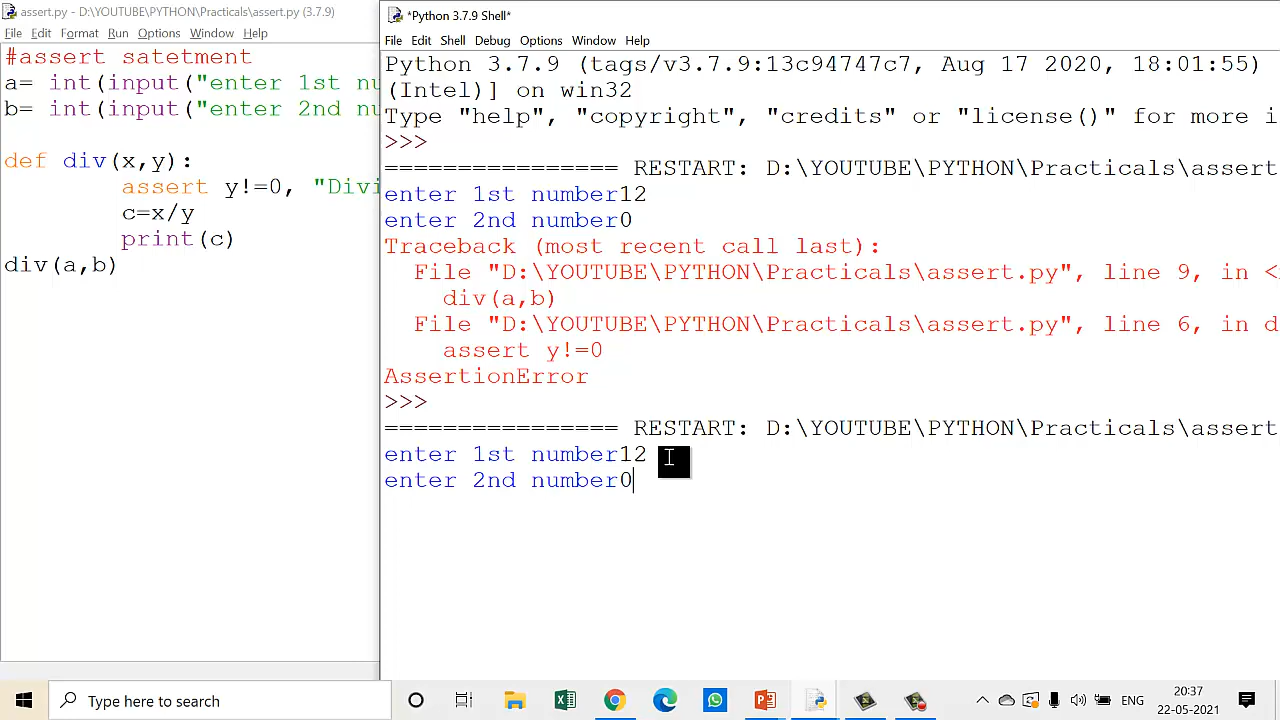 assert.py - D:\YOUTUBE\PYTHON\Practicals\assert.py (3.7.9)
File Edit Format Run Options Window Help
#assert satetment
a= int(input("enter 1st nu
b= int(input("enter 2nd nu
def div(x,y):
assert y!=0, "Divi
c=x/y
print(c)
div(a,b)
*Python 3.7.9 Shell*
File Edit Shell Debug Options Window Help
Python 3.7.9 (tags/v3.7.9:13c94747c7, Aug 17 2020, 18:01:55)
(Intel)] on win32
Type "help", "copyright", "credits" or "license()" for more i
>>>
================ RESTART: D:\YOUTUBE\PYTHON\Practicals\assert
enter 1st number12
enter 2nd number0
Traceback (most recent call last):
File "D:\YOUTUBE\PYTHON\Practicals\assert.py", line 9, in <
div(a,b)
File "D:\YOUTUBE\PYTHON\Practicals\assert.py", line 6, in d
assert y!=0
AssertionError
>>>
================ RESTART: D:\YOUTUBE\PYTHON\Practicals\assert
enter 1st number12
enter 2nd number0
Type here to search
ENG
20:37
22-05-2021